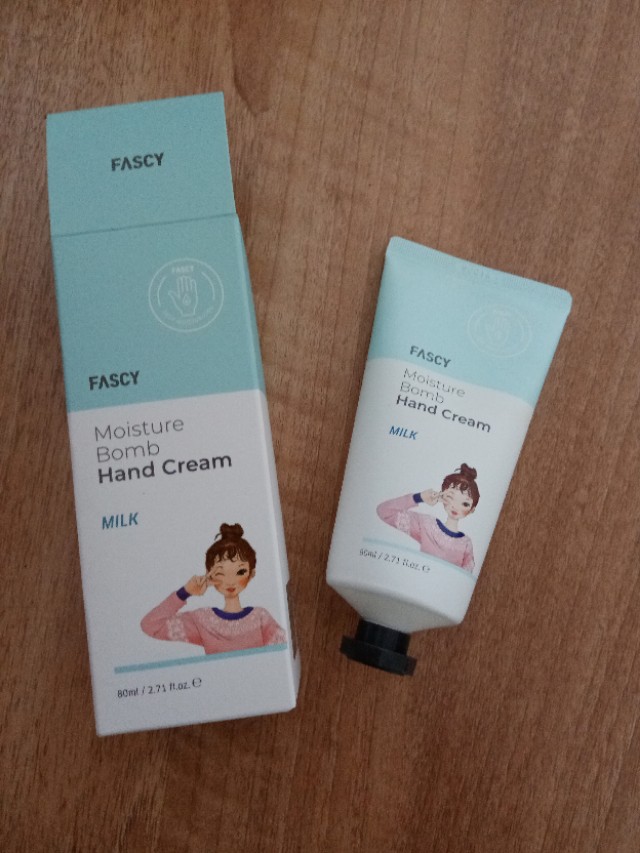 FASCY
FASCY
FASCY
Moisture
Bomb
Hand Cream
MILK
80ml / 2.71 fl.oz. ℮
FASCY
Moisture
Bomb
Hand Cream
MILK
80ml / 2.71 fl.oz. ℮